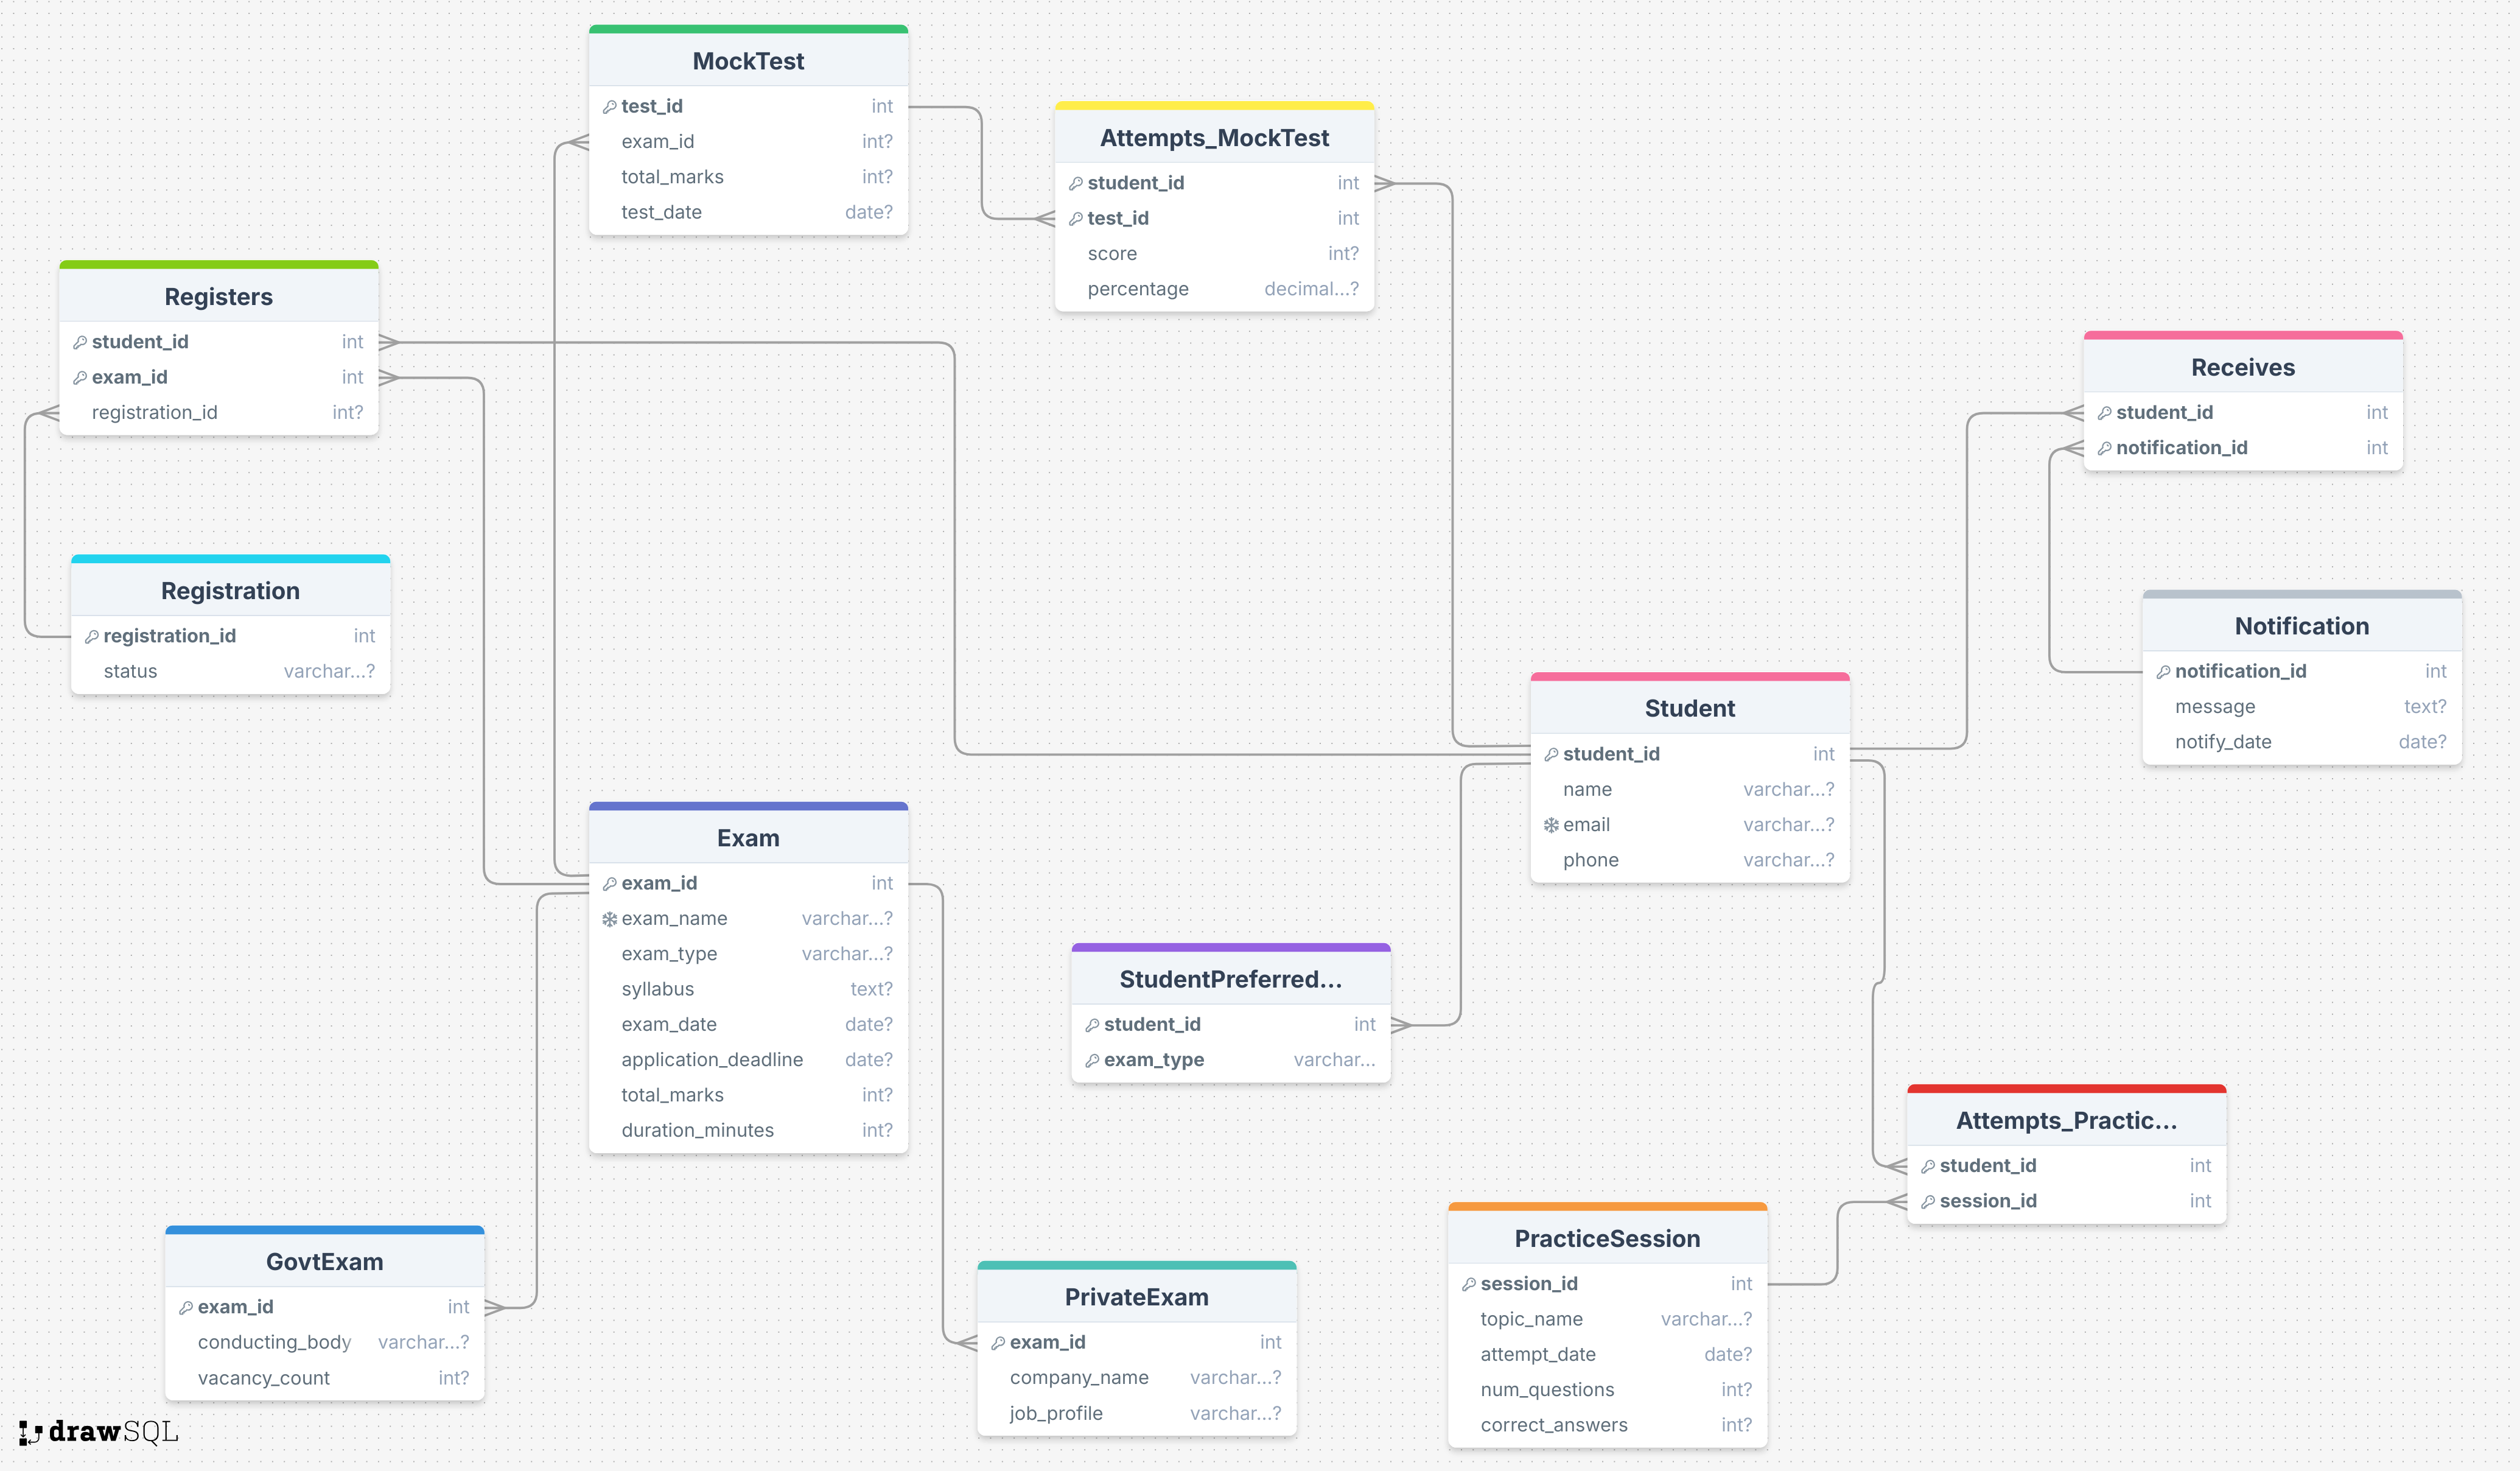 MockTest
test_id int
exam_id int?
total_marks int?
test_date date?
Attempts_MockTest
student_id int
test_id int
score int?
percentage decimal...?
Registers
student_id int
exam_id int
registration_id int?
Receives
student_id int
notification_id int
Registration
registration_id int
status varchar...?
Notification
notification_id int
message text?
notify_date date?
Student
student_id int
name varchar...?
email varchar...?
phone varchar...?
Exam
exam_id int
exam_name varchar...?
exam_type varchar...?
syllabus text?
exam_date date?
application_deadline date?
total_marks int?
duration_minutes int?
StudentPreferred...
student_id int
exam_type varchar...
Attempts_Practic...
student_id int
session_id int
PracticeSession
session_id int
topic_name varchar...?
attempt_date date?
num_questions int?
correct_answers int?
GovtExam
exam_id int
conducting_body varchar...?
vacancy_count int?
PrivateExam
exam_id int
company_name varchar...?
job_profile varchar...?
drawSQL